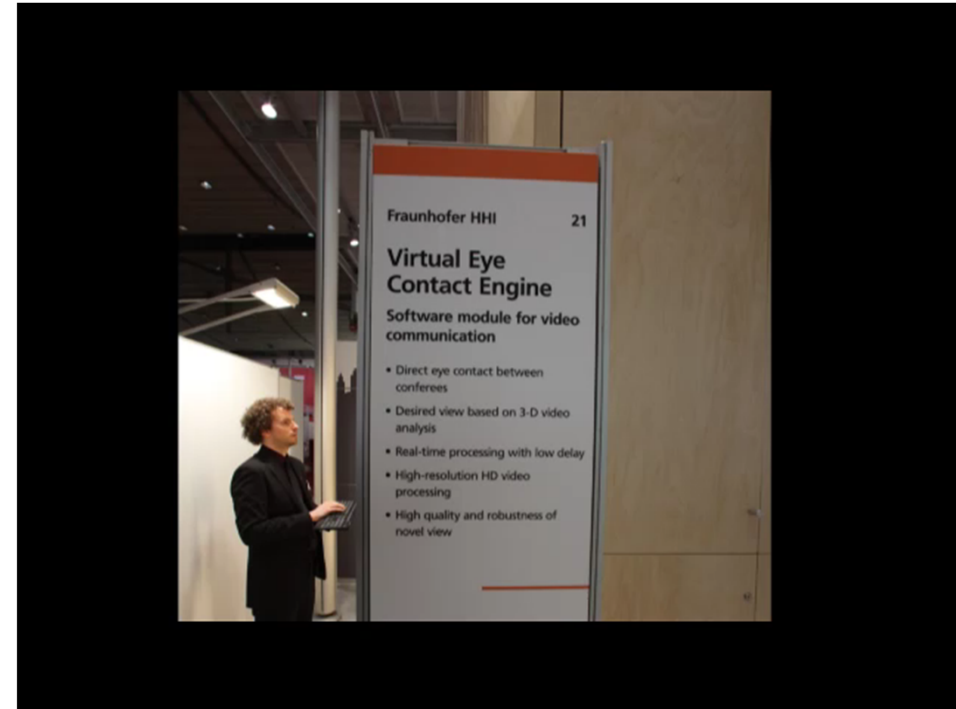 Fraunhofer HHI 21
Virtual Eye
Contact Engine
Software module for video
communication
• Direct eye contact between
conferees
• Desired view based on 3-D video
analysis
• Real-time processing with low delay
• High-resolution HD video
processing
• High quality and robustness of
novel view